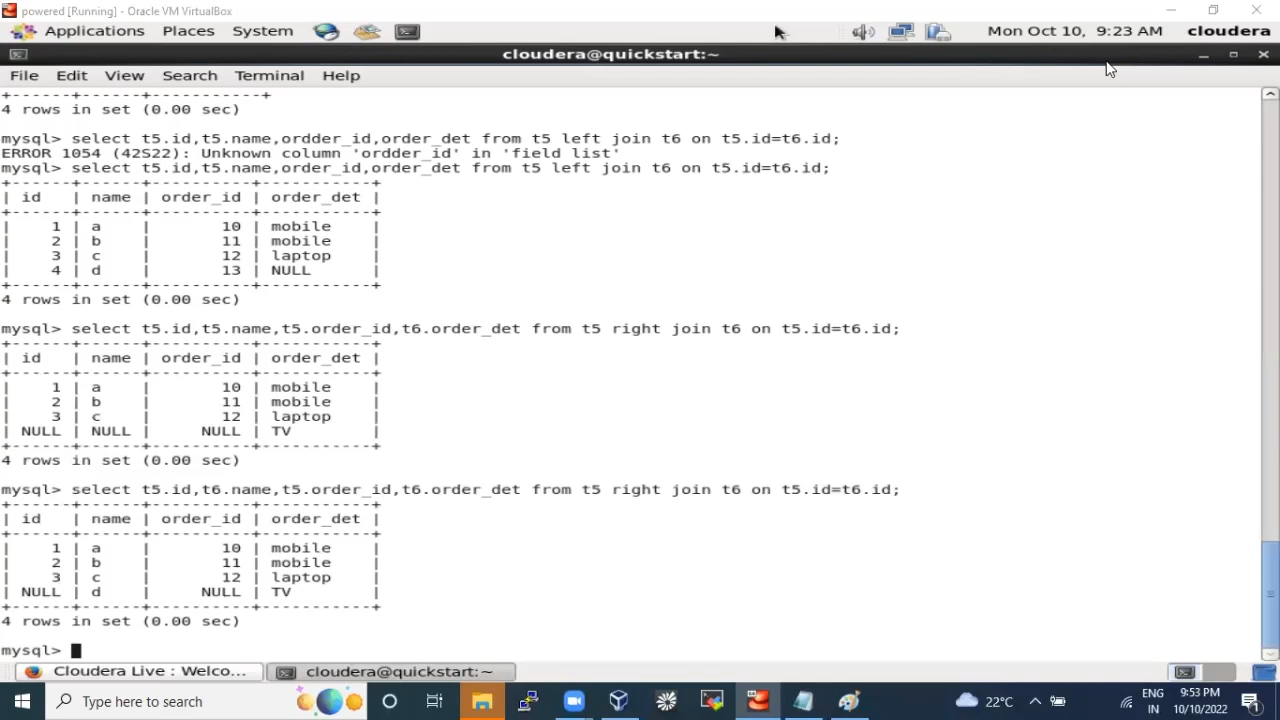 powered [Running] - Oracle VM VirtualBox
Applications Places System Mon Oct 10, 9:23 AM cloudera
cloudera@quickstart:~
File Edit View Search Terminal Help
+------+------+-----------+
4 rows in set (0.00 sec)
mysql> select t5.id,t5.name,ordder_id,order_det from t5 left join t6 on t5.id=t6.id;
ERROR 1054 (42S22): Unknown column 'ordder_id' in 'field list'
mysql> select t5.id,t5.name,order_id,order_det from t5 left join t6 on t5.id=t6.id;
+------+------+----------+-----------+
| id   | name | order_id | order_det |
+------+------+----------+-----------+
|    1 | a    |       10 | mobile    |
|    2 | b    |       11 | mobile    |
|    3 | c    |       12 | laptop    |
|    4 | d    |       13 | NULL      |
+------+------+----------+-----------+
4 rows in set (0.00 sec)
mysql> select t5.id,t5.name,t5.order_id,t6.order_det from t5 right join t6 on t5.id=t6.id;
+------+------+----------+-----------+
| id   | name | order_id | order_det |
+------+------+----------+-----------+
|    1 | a    |       10 | mobile    |
|    2 | b    |       11 | mobile    |
|    3 | c    |       12 | laptop    |
| NULL | NULL |     NULL | TV        |
+------+------+----------+-----------+
4 rows in set (0.00 sec)
mysql> select t5.id,t6.name,t5.order_id,t6.order_det from t5 right join t6 on t5.id=t6.id;
+------+------+----------+-----------+
| id   | name | order_id | order_det |
+------+------+----------+-----------+
|    1 | a    |       10 | mobile    |
|    2 | b    |       11 | mobile    |
|    3 | c    |       12 | laptop    |
| NULL | d    |     NULL | TV        |
+------+------+----------+-----------+
4 rows in set (0.00 sec)
mysql>
Cloudera Live : Welco... cloudera@quickstart:~
Type here to search 22°C ENG 9:53 PM
IN 10/10/2022 1